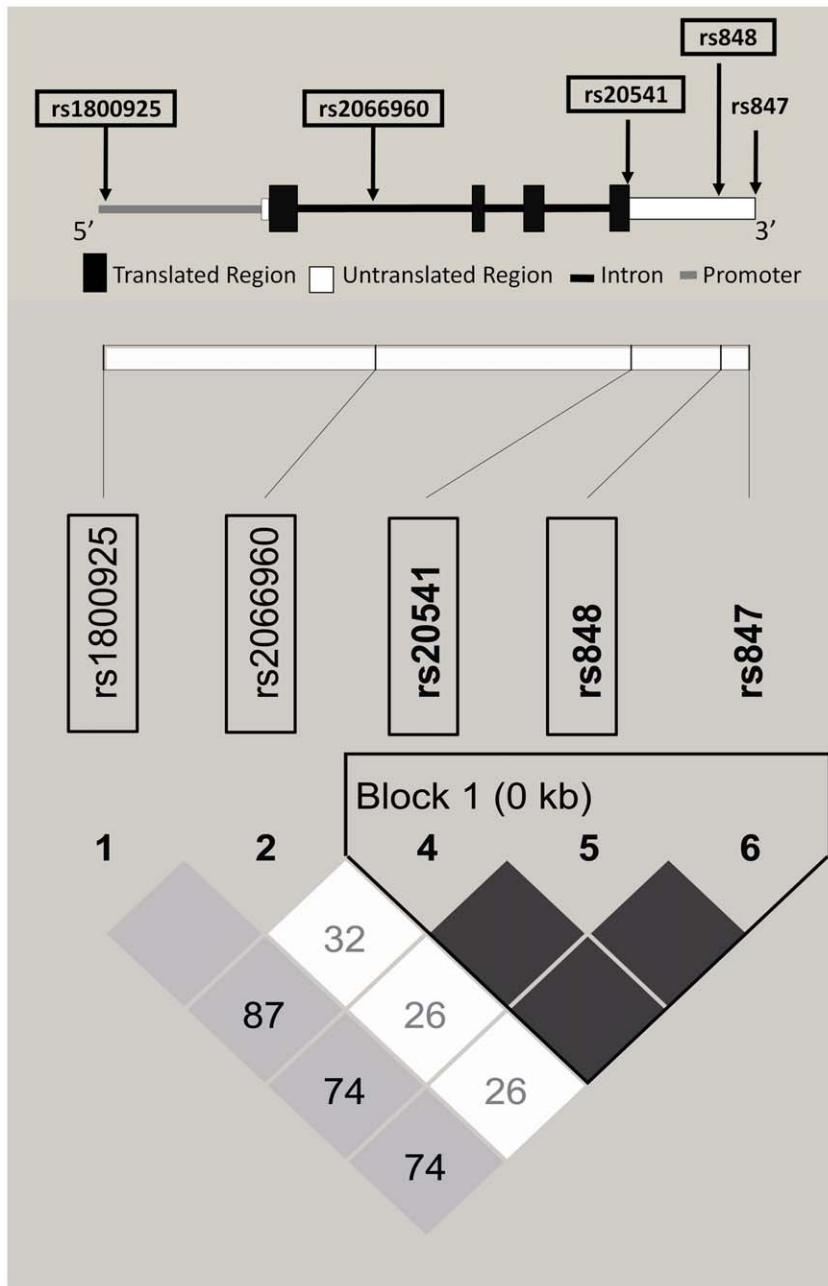 rs848
rs1800925 rs2066960 rs20541 rs847
5’ 3’
Translated Region Untranslated Region Intron Promoter
rs1800925 rs2066960 rs20541 rs848 rs847
Block 1 (0 kb)
1 2 4 5 6
32
87 26
74 26
74